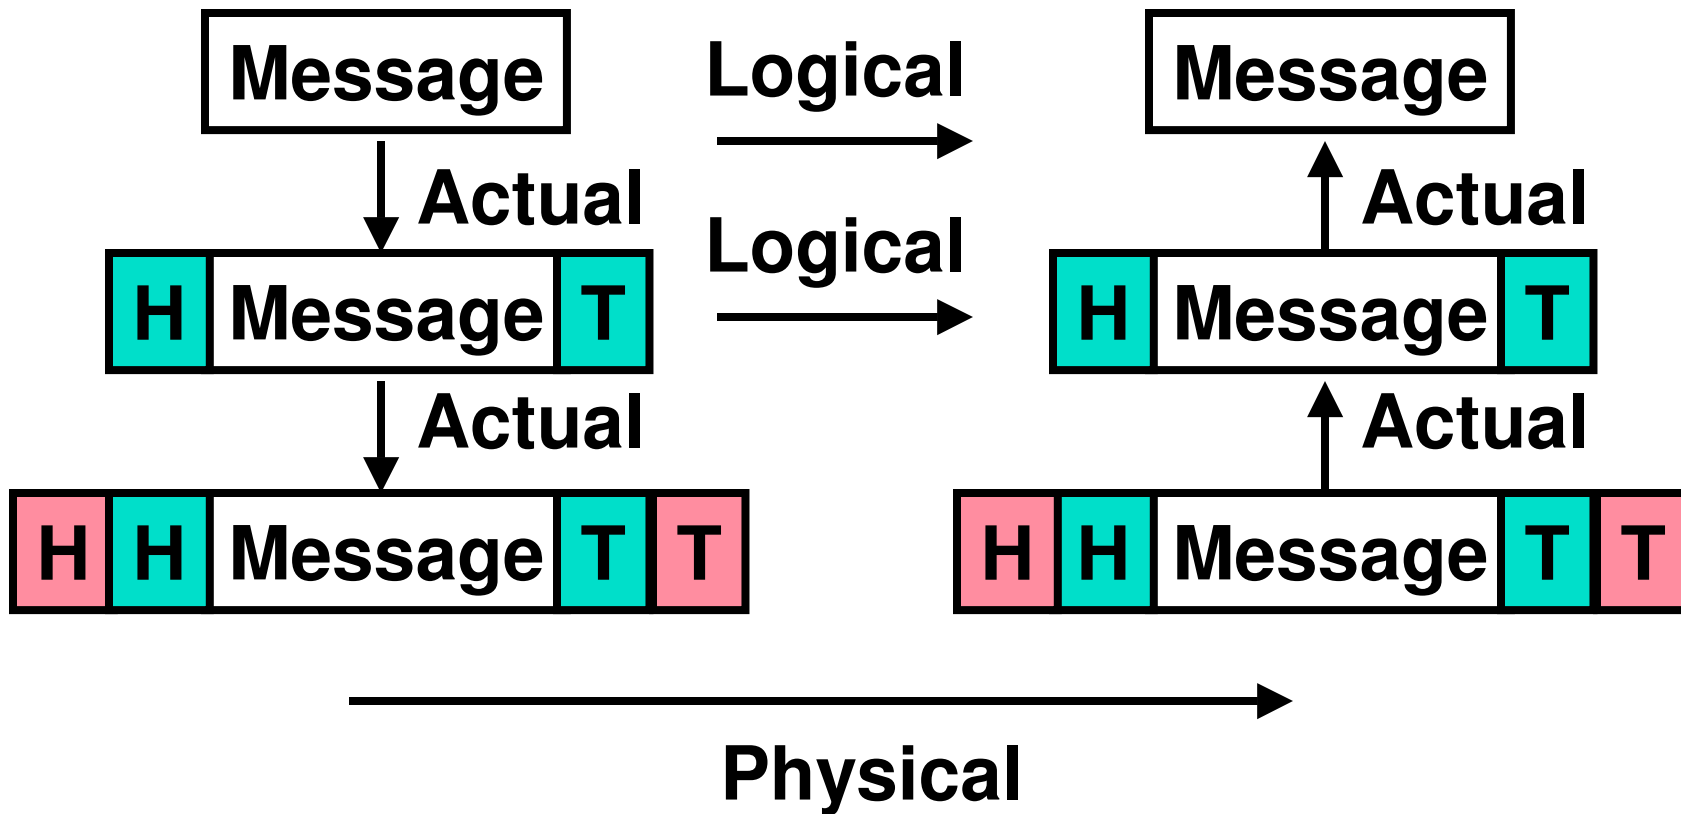 Message Logical Message
Actual Actual
Logical
H Message T H Message T
Actual Actual
H H Message T T H H Message T T
Physical